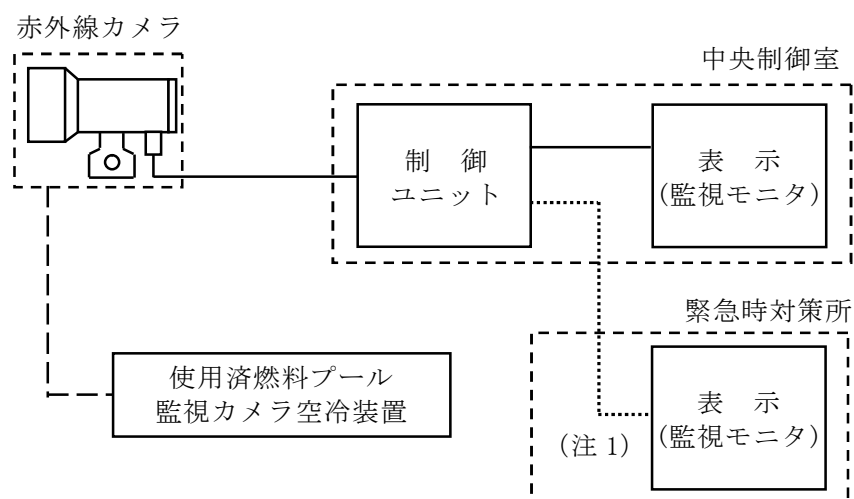 赤外線カメラ
中央制御室
制 御
ユニット
表 示
(監視モニタ)
緊急時対策所
使用済燃料プール
監視カメラ空冷装置
表 示
(監視モニタ)
(注 1)